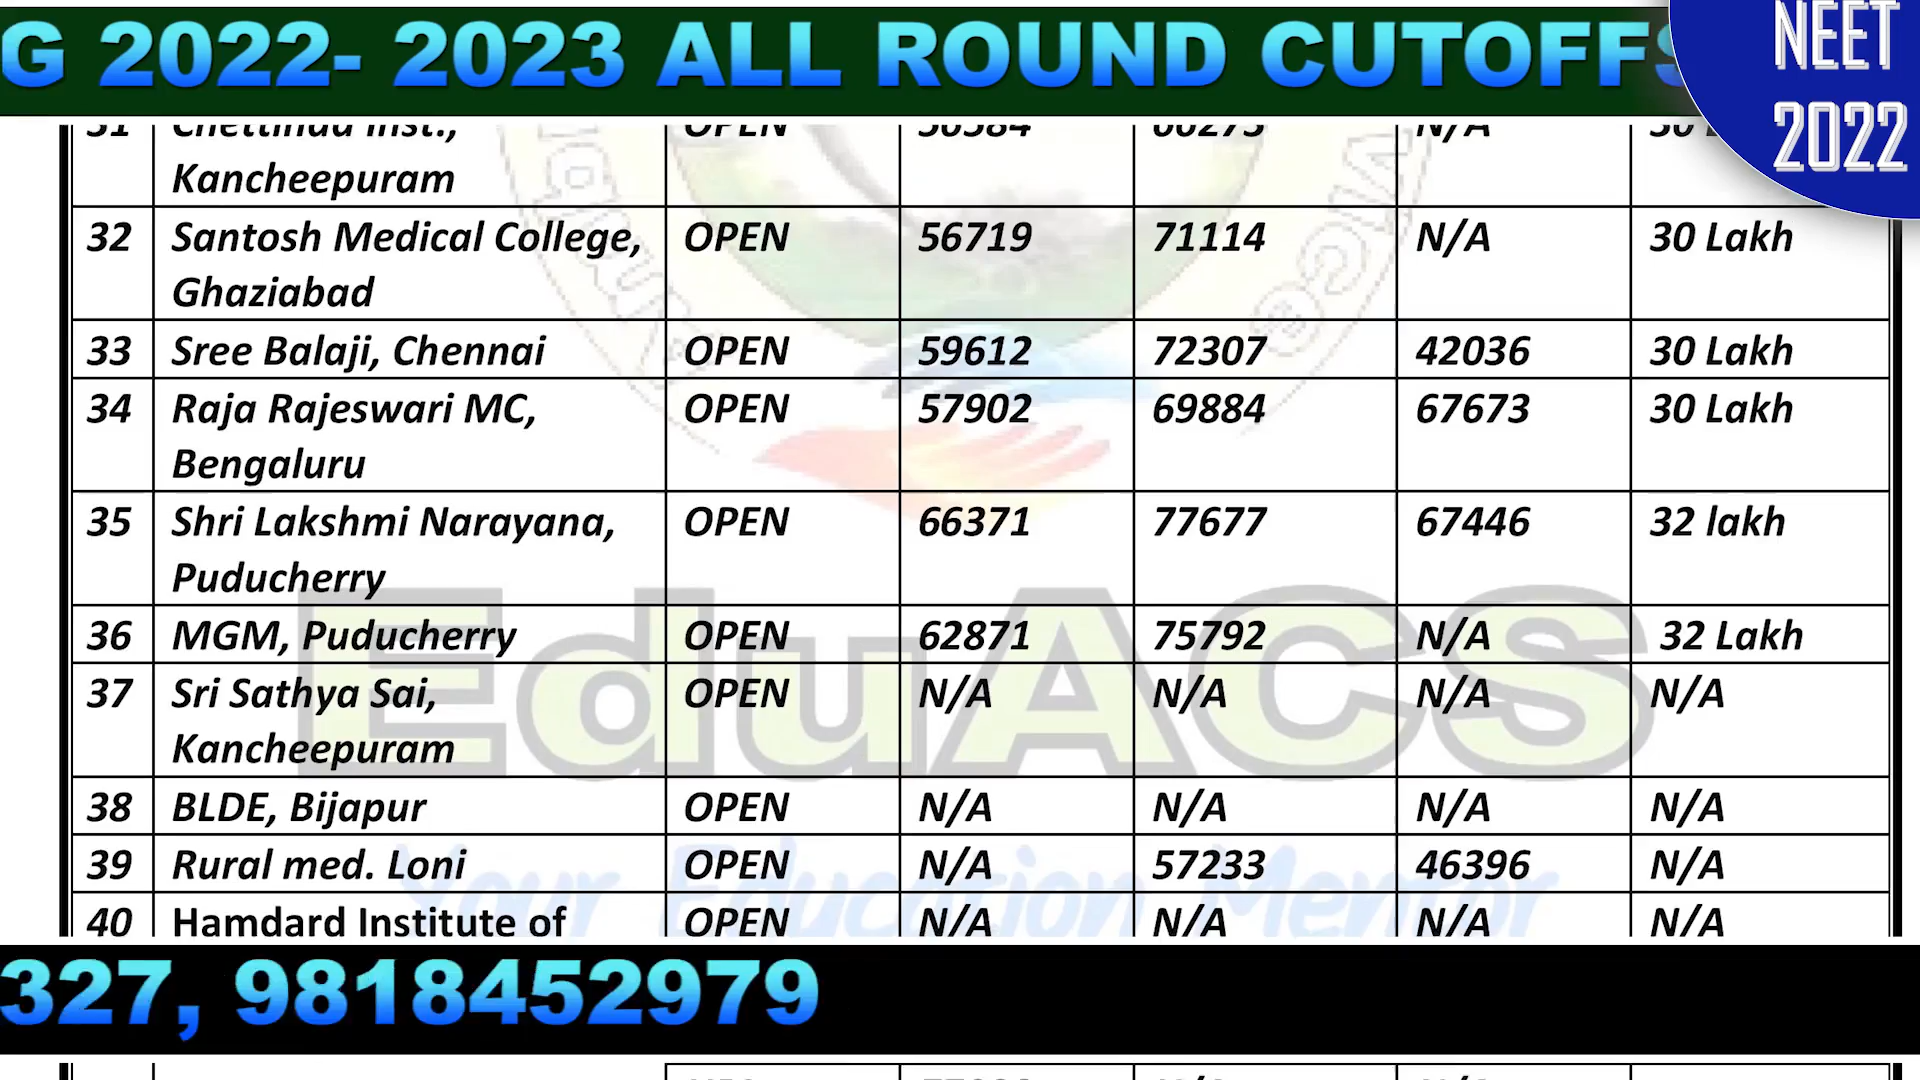 G 2022- 2023 ALL ROUND CUTOFFS
NEET
2022
31 Chettinad Inst., OPEN 56584 66273 N/A 30
Kancheepuram
32 Santosh Medical College, OPEN 56719 71114 N/A 30 Lakh
Ghaziabad
33 Sree Balaji, Chennai OPEN 59612 72307 42036 30 Lakh
34 Raja Rajeswari MC, OPEN 57902 69884 67673 30 Lakh
Bengaluru
35 Shri Lakshmi Narayana, OPEN 66371 77677 67446 32 lakh
Puducherry
36 MGM, Puducherry OPEN 62871 75792 N/A 32 Lakh
37 Sri Sathya Sai, OPEN N/A N/A N/A N/A
Kancheepuram
38 BLDE, Bijapur OPEN N/A N/A N/A N/A
39 Rural med. Loni OPEN N/A 57233 46396 N/A
40 Hamdard Institute of OPEN N/A N/A N/A N/A
EduACS
Your Education Mentor
327, 9818452979